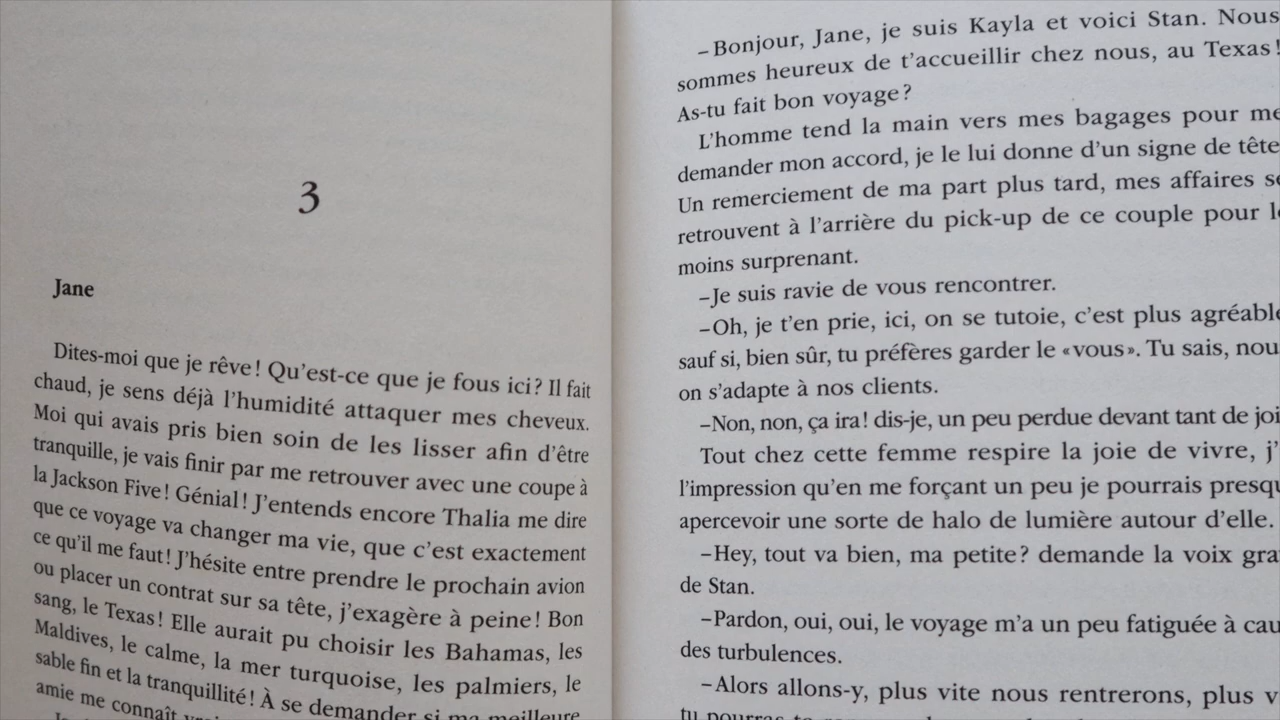 3
Jane
Dites-moi que je rêve ! Qu'est-ce que je fous ici ? Il fait
chaud, je sens déjà l'humidité attaquer mes cheveux.
Moi qui avais pris bien soin de les lisser afin d'être
tranquille, je vais finir par me retrouver avec une coupe à
la Jackson Five ! Génial ! J'entends encore Thalia me dire
que ce voyage va changer ma vie, que c'est exactement
ce qu'il me faut ! J'hésite entre prendre le prochain avion
ou placer un contrat sur sa tête, j'exagère à peine ! Bon
sang, le Texas ! Elle aurait pu choisir les Bahamas, les
Maldives, le calme, la mer turquoise, les palmiers, le
sable fin et la tranquillité ! À se demander si ma meilleure
amie me connaît
–Bonjour, Jane, je suis Kayla et voici Stan. Nous
sommes heureux de t'accueillir chez nous, au Texas !
As-tu fait bon voyage ?
L'homme tend la main vers mes bagages pour me
demander mon accord, je le lui donne d'un signe de tête
Un remerciement de ma part plus tard, mes affaires se
retrouvent à l'arrière du pick-up de ce couple pour le
moins surprenant.
–Je suis ravie de vous rencontrer.
–Oh, je t'en prie, ici, on se tutoie, c'est plus agréable
sauf si, bien sûr, tu préfères garder le « vous ». Tu sais, nou
on s'adapte à nos clients.
–Non, non, ça ira ! dis-je, un peu perdue devant tant de joi
Tout chez cette femme respire la joie de vivre, j'
l'impression qu'en me forçant un peu je pourrais presqu
apercevoir une sorte de halo de lumière autour d'elle.
–Hey, tout va bien, ma petite ? demande la voix gra
de Stan.
–Pardon, oui, oui, le voyage m'a un peu fatiguée à cau
des turbulences.
–Alors allons-y, plus vite nous rentrerons, plus v
tu